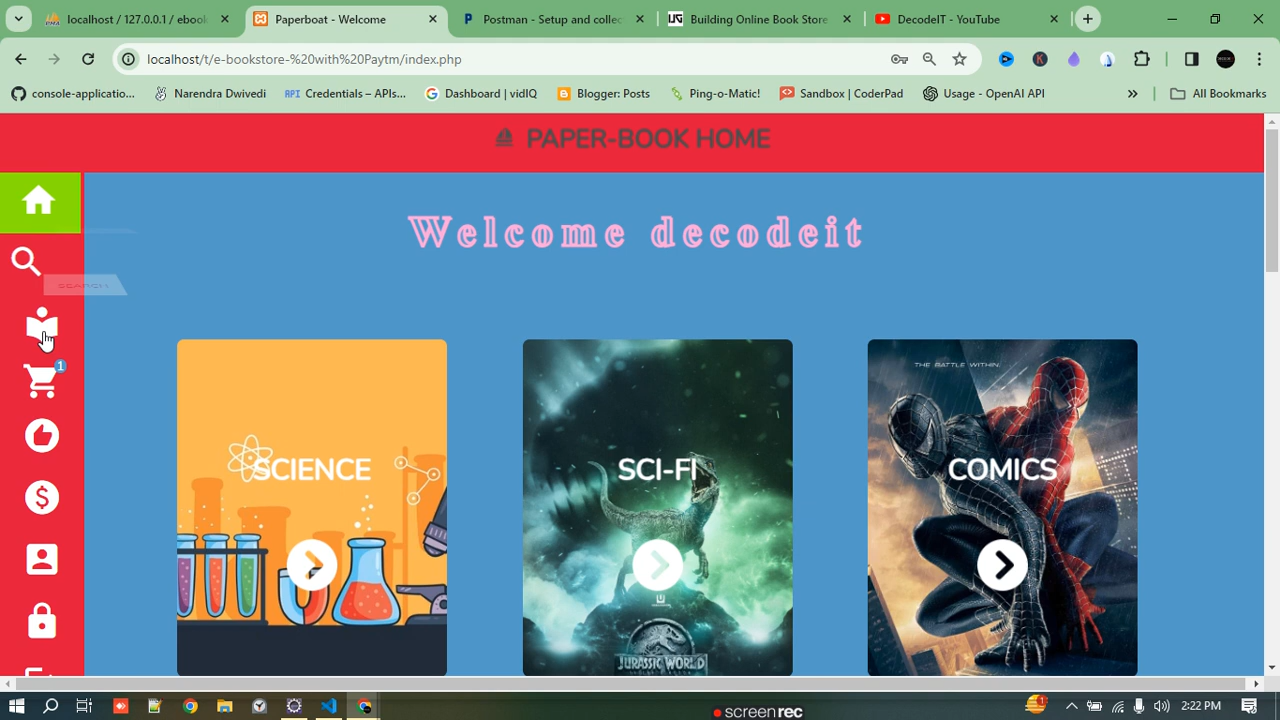 localhost / 127.0.0.1 / ebook
Paperboat - Welcome
Postman - Setup and collec
Building Online Book Store
DecodeIT - YouTube
localhost/t/e-bookstore-%20with%20Paytm/index.php
console-applicatio...
Narendra Dwivedi
API Credentials – APIs...
Dashboard | vidIQ
Blogger: Posts
Ping-o-Matic!
Sandbox | CoderPad
Usage - OpenAI API
All Bookmarks
PAPER-BOOK HOME
Welcome decodeit
SEARCH
1
SCIENCE
SCI-FI
JURASSIC WORLD
THE BATTLE WITHIN.
COMICS
1
2:22 PM
screenrec